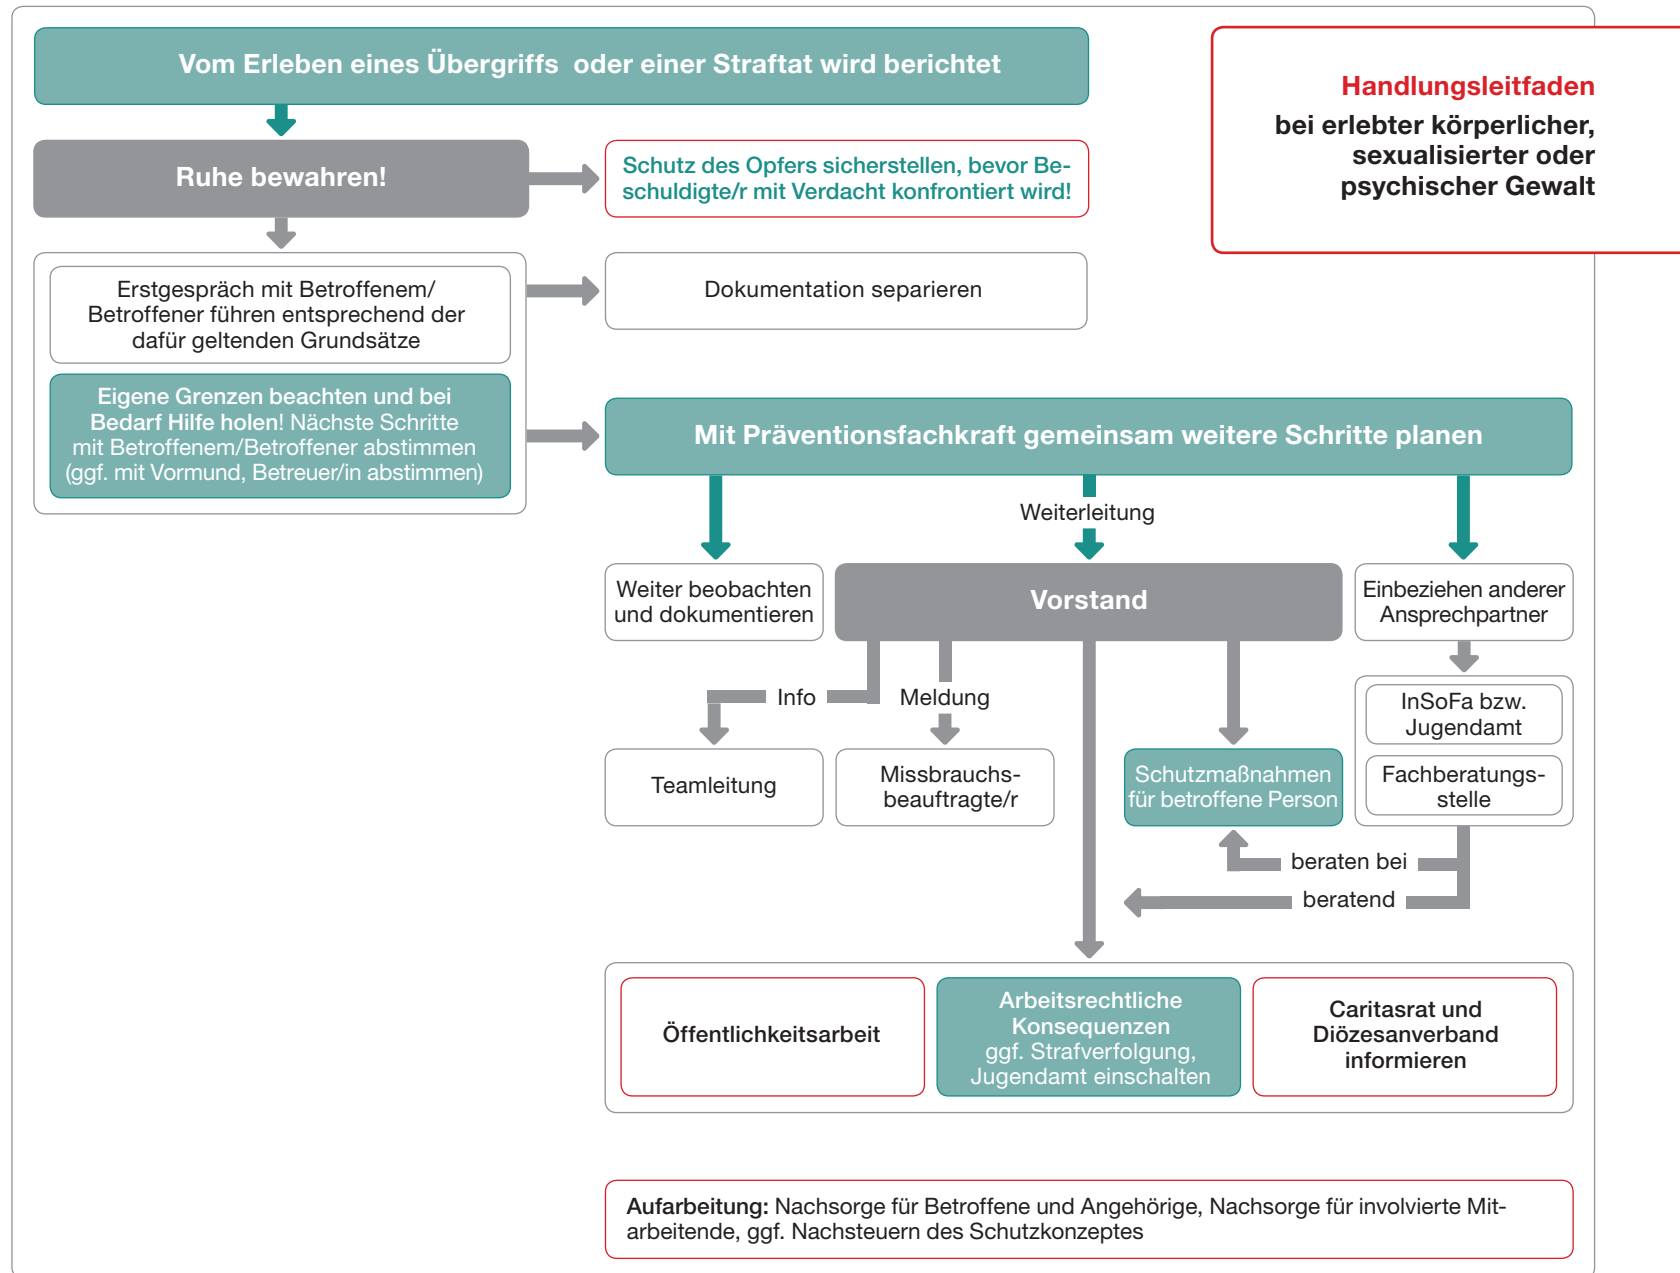 Vom Erleben eines Übergriffs oder einer Straftat wird berichtet
Handlungsleitfaden
bei erlebter körperlicher,
sexualisierter oder
psychischer Gewalt
Ruhe bewahren!
Schutz des Opfers sicherstellen, bevor Be-
schuldigte/r mit Verdacht konfrontiert wird!
Erstgespräch mit Betroffenem/
Betroffener führen entsprechend der
dafür geltenden Grundsätze
Dokumentation separieren
Eigene Grenzen beachten und bei
Bedarf Hilfe holen! Nächste Schritte
mit Betroffenem/Betroffener abstimmen
(ggf. mit Vormund, Betreuer/in abstimmen)
Mit Präventionsfachkraft gemeinsam weitere Schritte planen
Weiterleitung
Weiter beobachten
und dokumentieren
Vorstand
Einbeziehen anderer
Ansprechpartner
Info
Meldung
InSoFa bzw.
Jugendamt
Teamleitung
Missbrauchs-
beauftragte/r
Schutzmaßnahmen
für betroffene Person
Fachberatungs-
stelle
beraten bei
beratend
Öffentlichkeitsarbeit
Arbeitsrechtliche
Konsequenzen
ggf. Strafverfolgung,
Jugendamt einschalten
Caritasrat und
Diözesanverband
informieren
Aufarbeitung: Nachsorge für Betroffene und Angehörige, Nachsorge für involvierte Mit-
arbeitende, ggf. Nachsteuern des Schutzkonzeptes